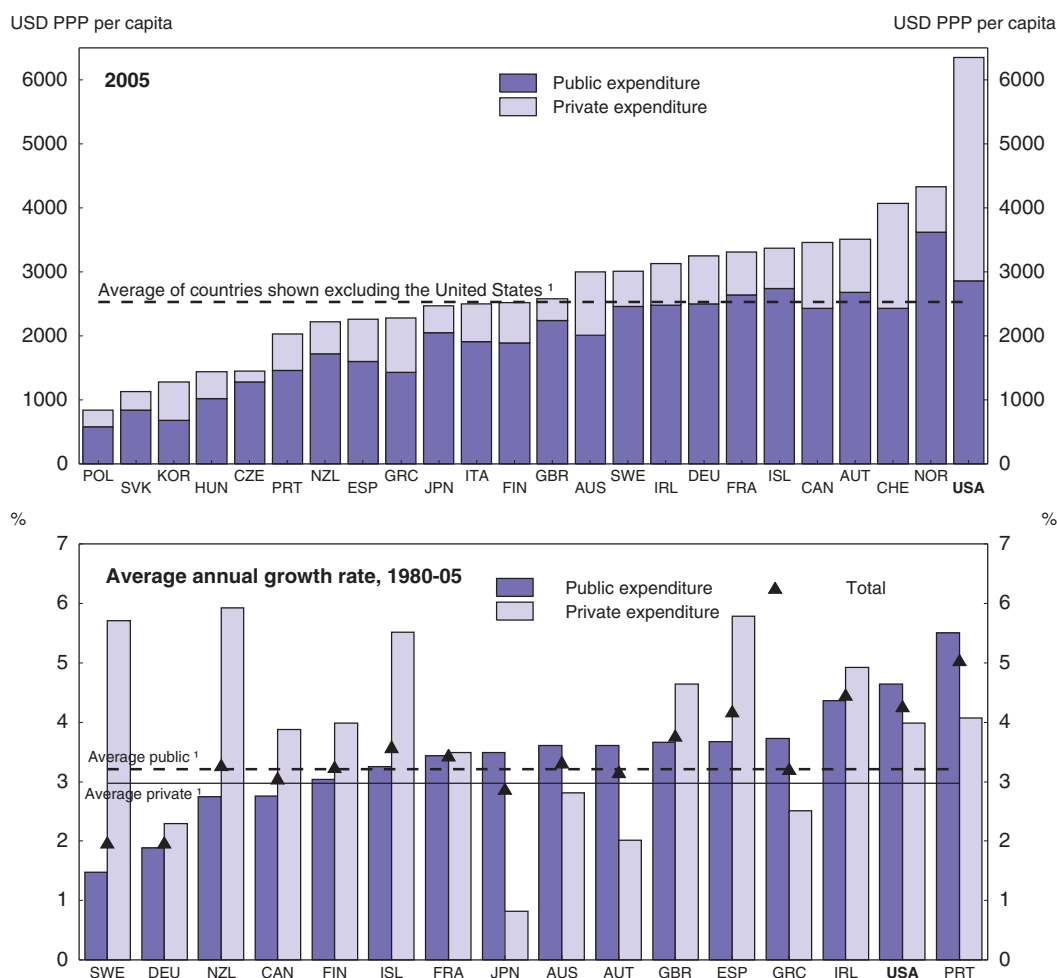 USD PPP per capita USD PPP per capita
2005
Public expenditure
Private expenditure
6000 6000
5000 5000
4000 4000
3000 3000
Average of countries shown excluding the United States ¹
2000 2000
1000 1000
0 0
POL SVK KOR HUN CZE PRT NZL ESP GRC JPN ITA FIN GBR AUS SWE IRL DEU FRA ISL CAN AUT CHE NOR USA
% %
7 7
Average annual growth rate, 1980-05
Public expenditure Total
Private expenditure
6 6
5 5
4 4
Average public ¹
3 3
Average private ¹
2 2
1 1
0 0
SWE DEU NZL CAN FIN ISL FRA JPN AUS AUT GBR ESP GRC IRL USA PRT